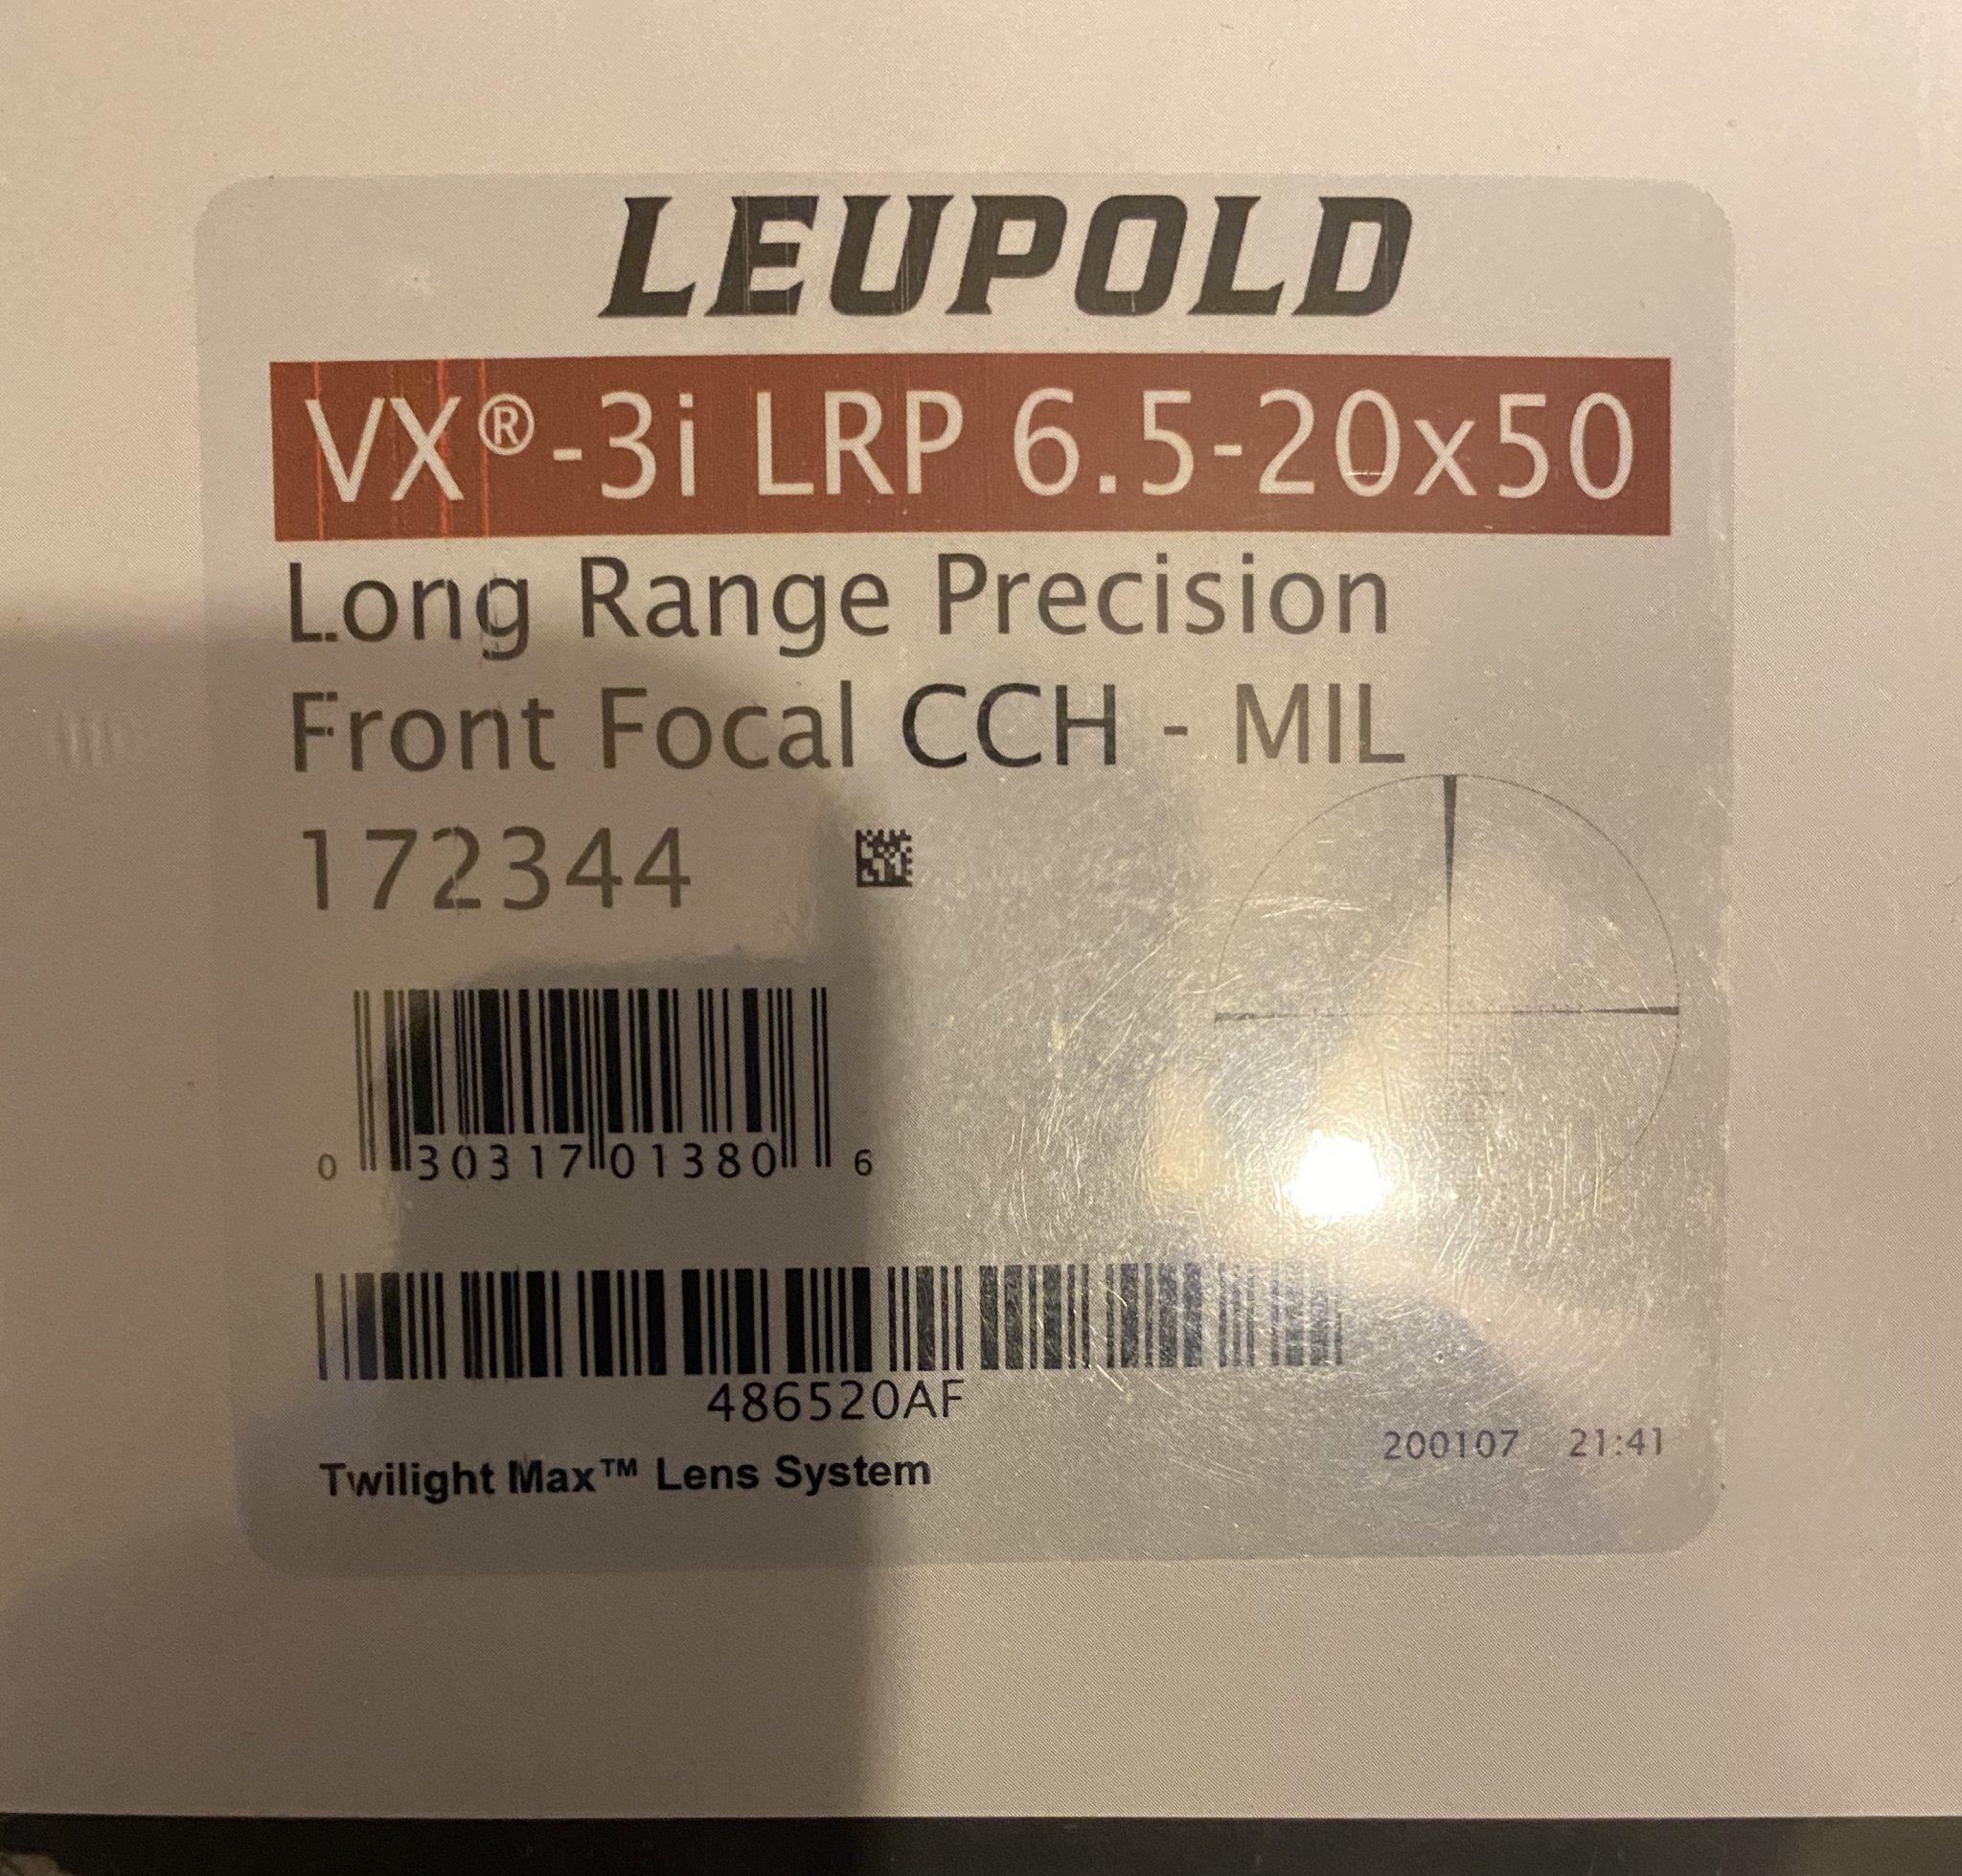 LEUPOLD
VX®-3i LRP 6.5-20x50
Long Range Precision
Front Focal CCH - MIL
172344
0 30317 01380 6
486520AF
200107 21:41
Twilight Max™ Lens System